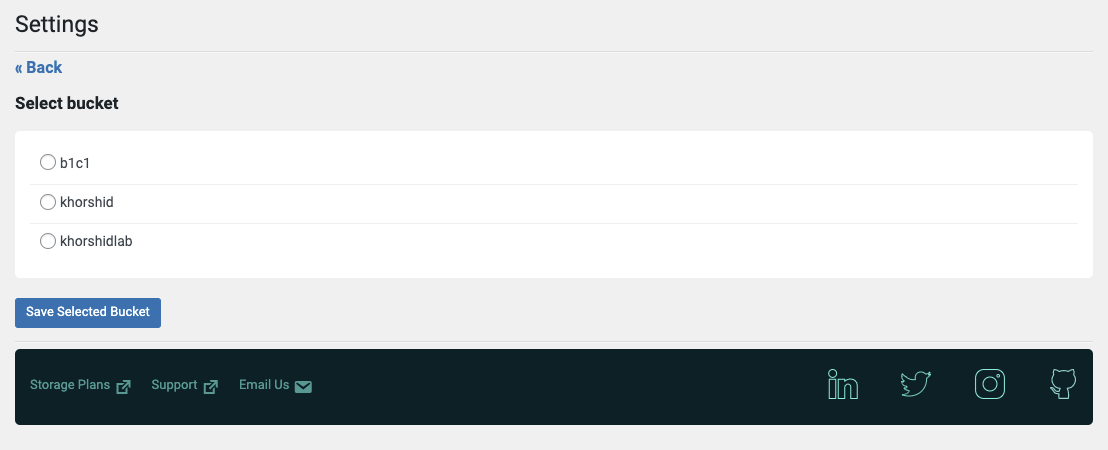 Settings
« Back
Select bucket
b1c1
khorshid
khorshidlab
Save Selected Bucket
Storage Plans Support Email Us